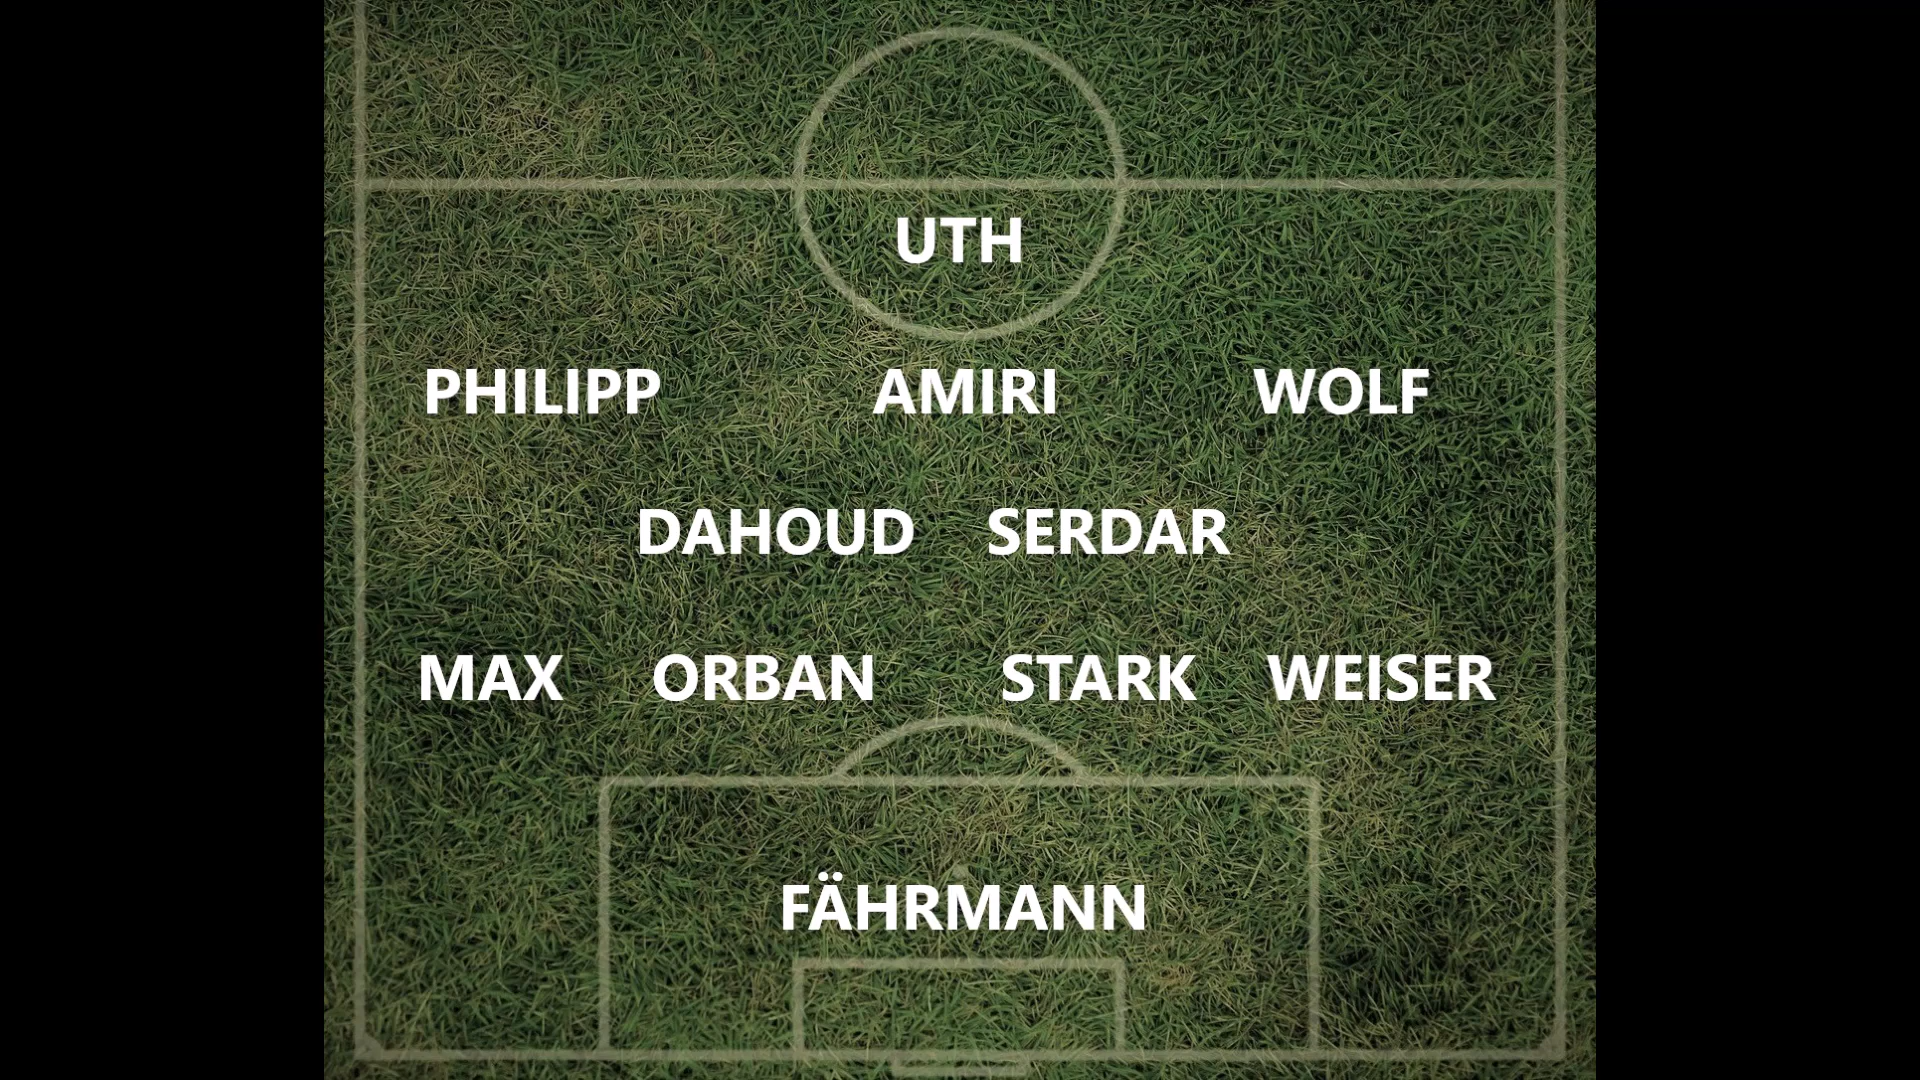 UTH
PHILIPP AMIRI WOLF
DAHOUD SERDAR
MAX ORBAN STARK WEISER
FÄHRMANN